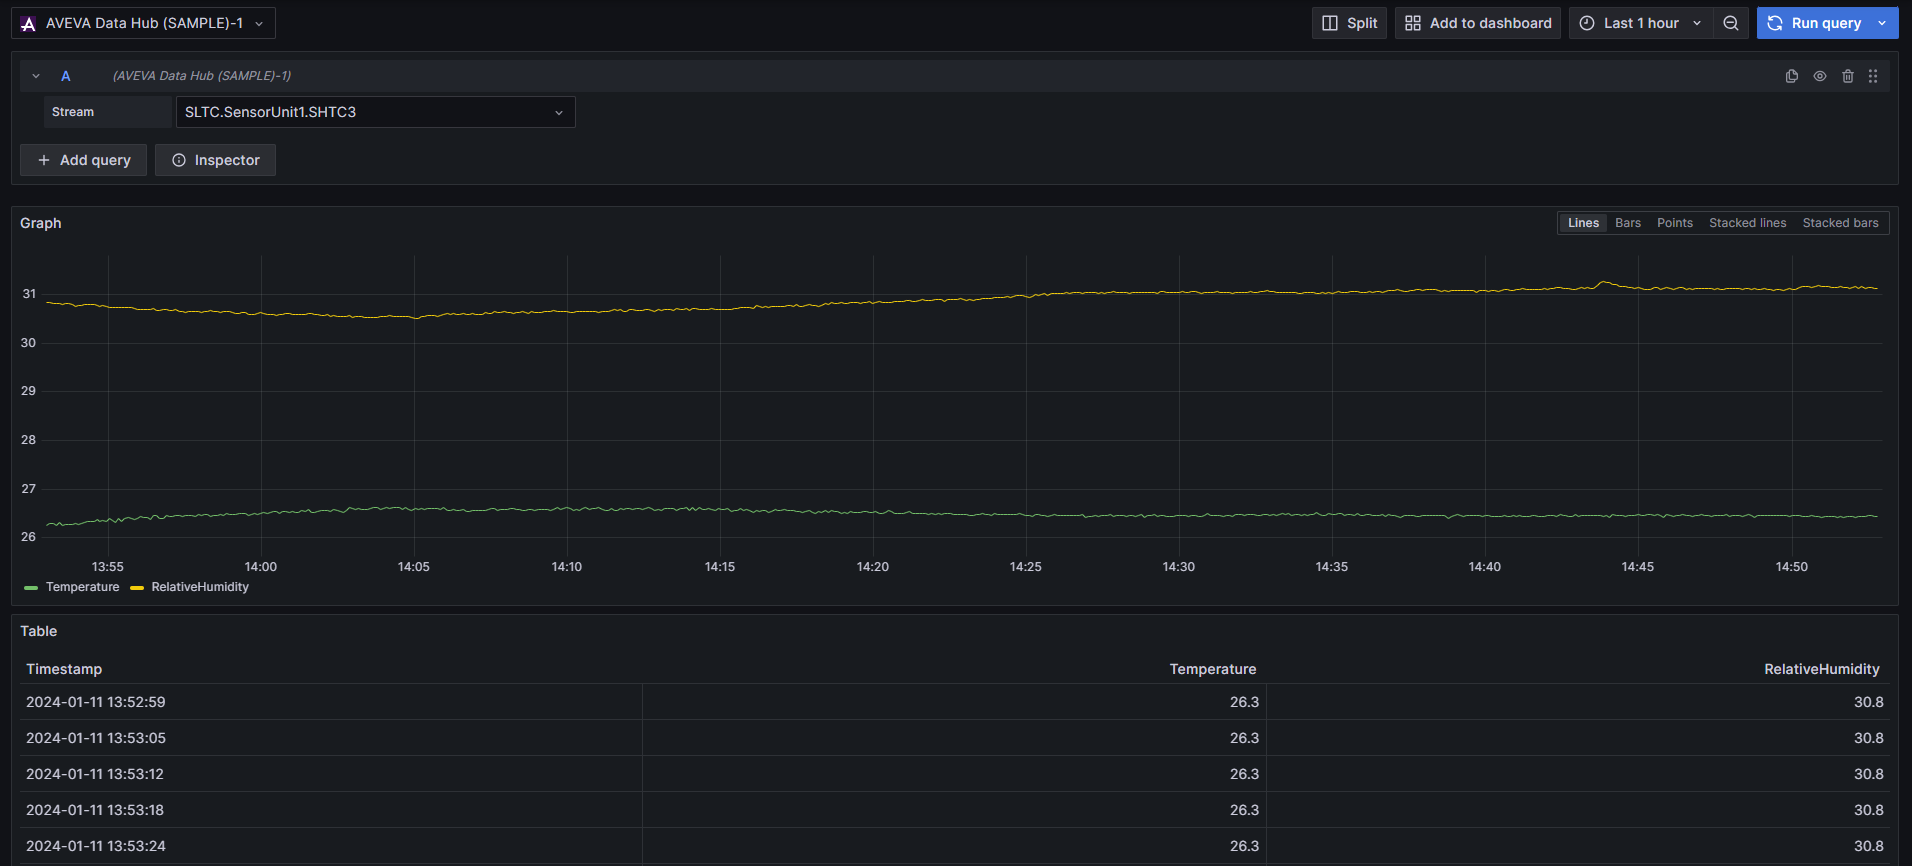 AVEVA Data Hub (SAMPLE)-1
Split
Add to dashboard
Last 1 hour
Run query
A
(AVEVA Data Hub (SAMPLE)-1)
Stream
SLTC.SensorUnit1.SHTC3
Add query
Inspector
Graph
Lines Bars Points Stacked lines Stacked bars
31
30
29
28
27
26
13:55 14:00 14:05 14:10 14:15 14:20 14:25 14:30 14:35 14:40 14:45 14:50
Temperature RelativeHumidity
Table
Timestamp Temperature RelativeHumidity
2024-01-11 13:52:59 26.3 30.8
2024-01-11 13:53:05 26.3 30.8
2024-01-11 13:53:12 26.3 30.8
2024-01-11 13:53:18 26.3 30.8
2024-01-11 13:53:24 26.3 30.8